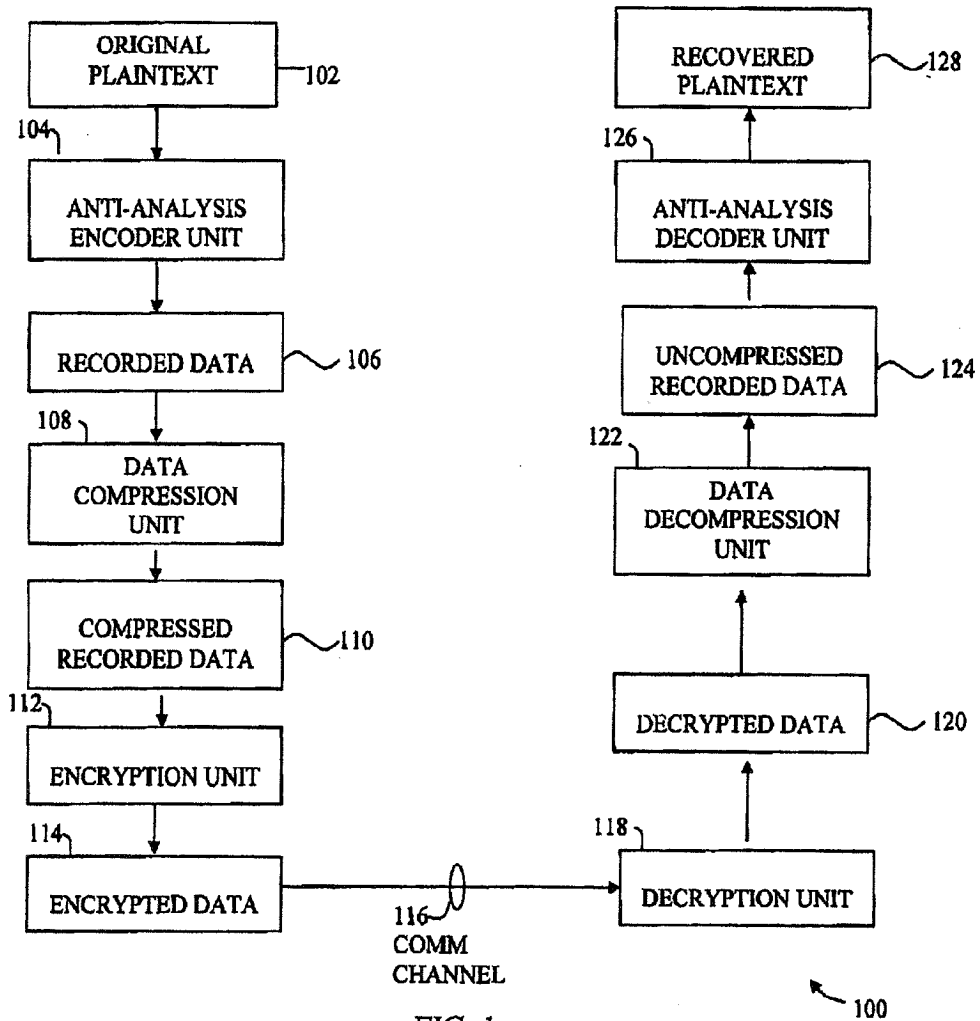 ORIGINAL
PLAINTEXT
102
104
ANTI-ANALYSIS
ENCODER UNIT
RECORDED DATA
106
108
DATA
COMPRESSION
UNIT
COMPRESSED
RECORDED DATA
110
112
ENCRYPTION UNIT
114
ENCRYPTED DATA
116
COMM
CHANNEL
118
DECRYPTION UNIT
DECRYPTED DATA
120
122
DATA
DECOMPRESSION
UNIT
UNCOMPRESSED
RECORDED DATA
124
126
ANTI-ANALYSIS
DECODER UNIT
RECOVERED
PLAINTEXT
128
100